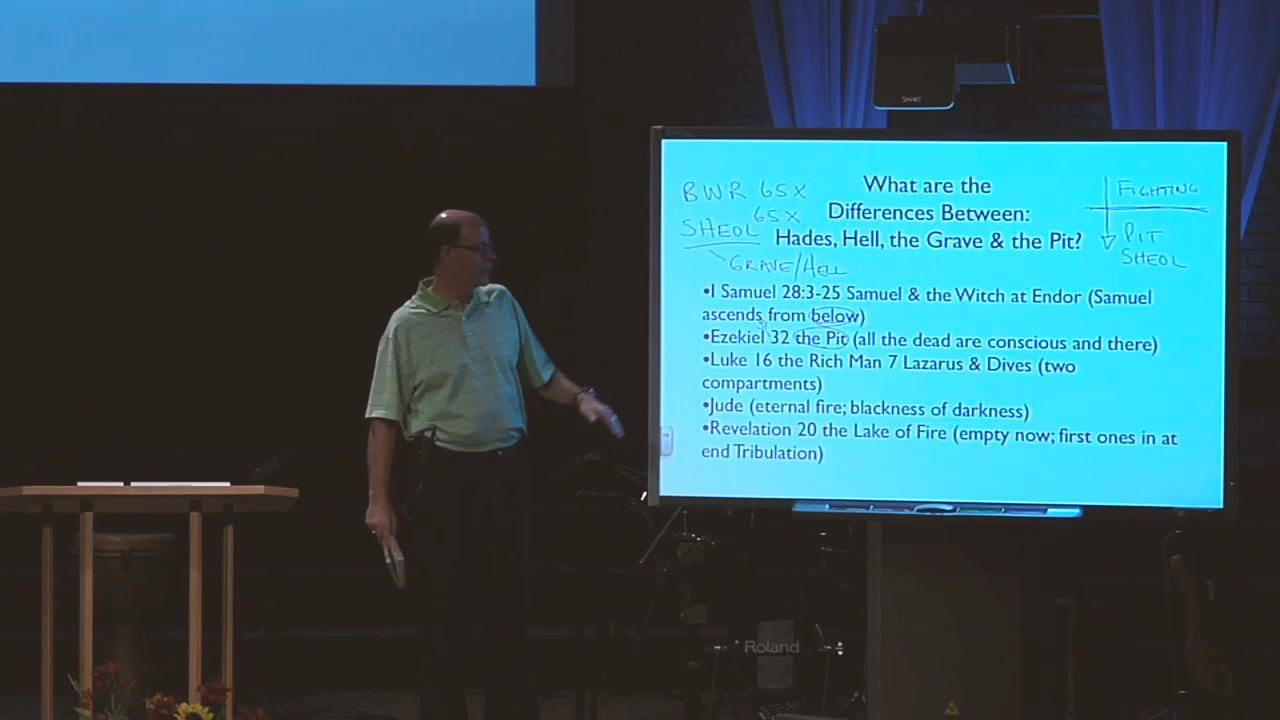 SMART
What are the
Differences Between:
Hades, Hell, the Grave & the Pit?
BWR 65X
SHEOL 65X
GRAVE/HELL
FIGHTING
PIT
SHEOL
•I Samuel 28:3-25 Samuel & the Witch at Endor (Samuel
ascends from below)
•Ezekiel 32 the Pit (all the dead are conscious and there)
•Luke 16 the Rich Man 7 Lazarus & Dives (two
compartments)
•Jude (eternal fire; blackness of darkness)
•Revelation 20 the Lake of Fire (empty now; first ones in at
end Tribulation)
Roland